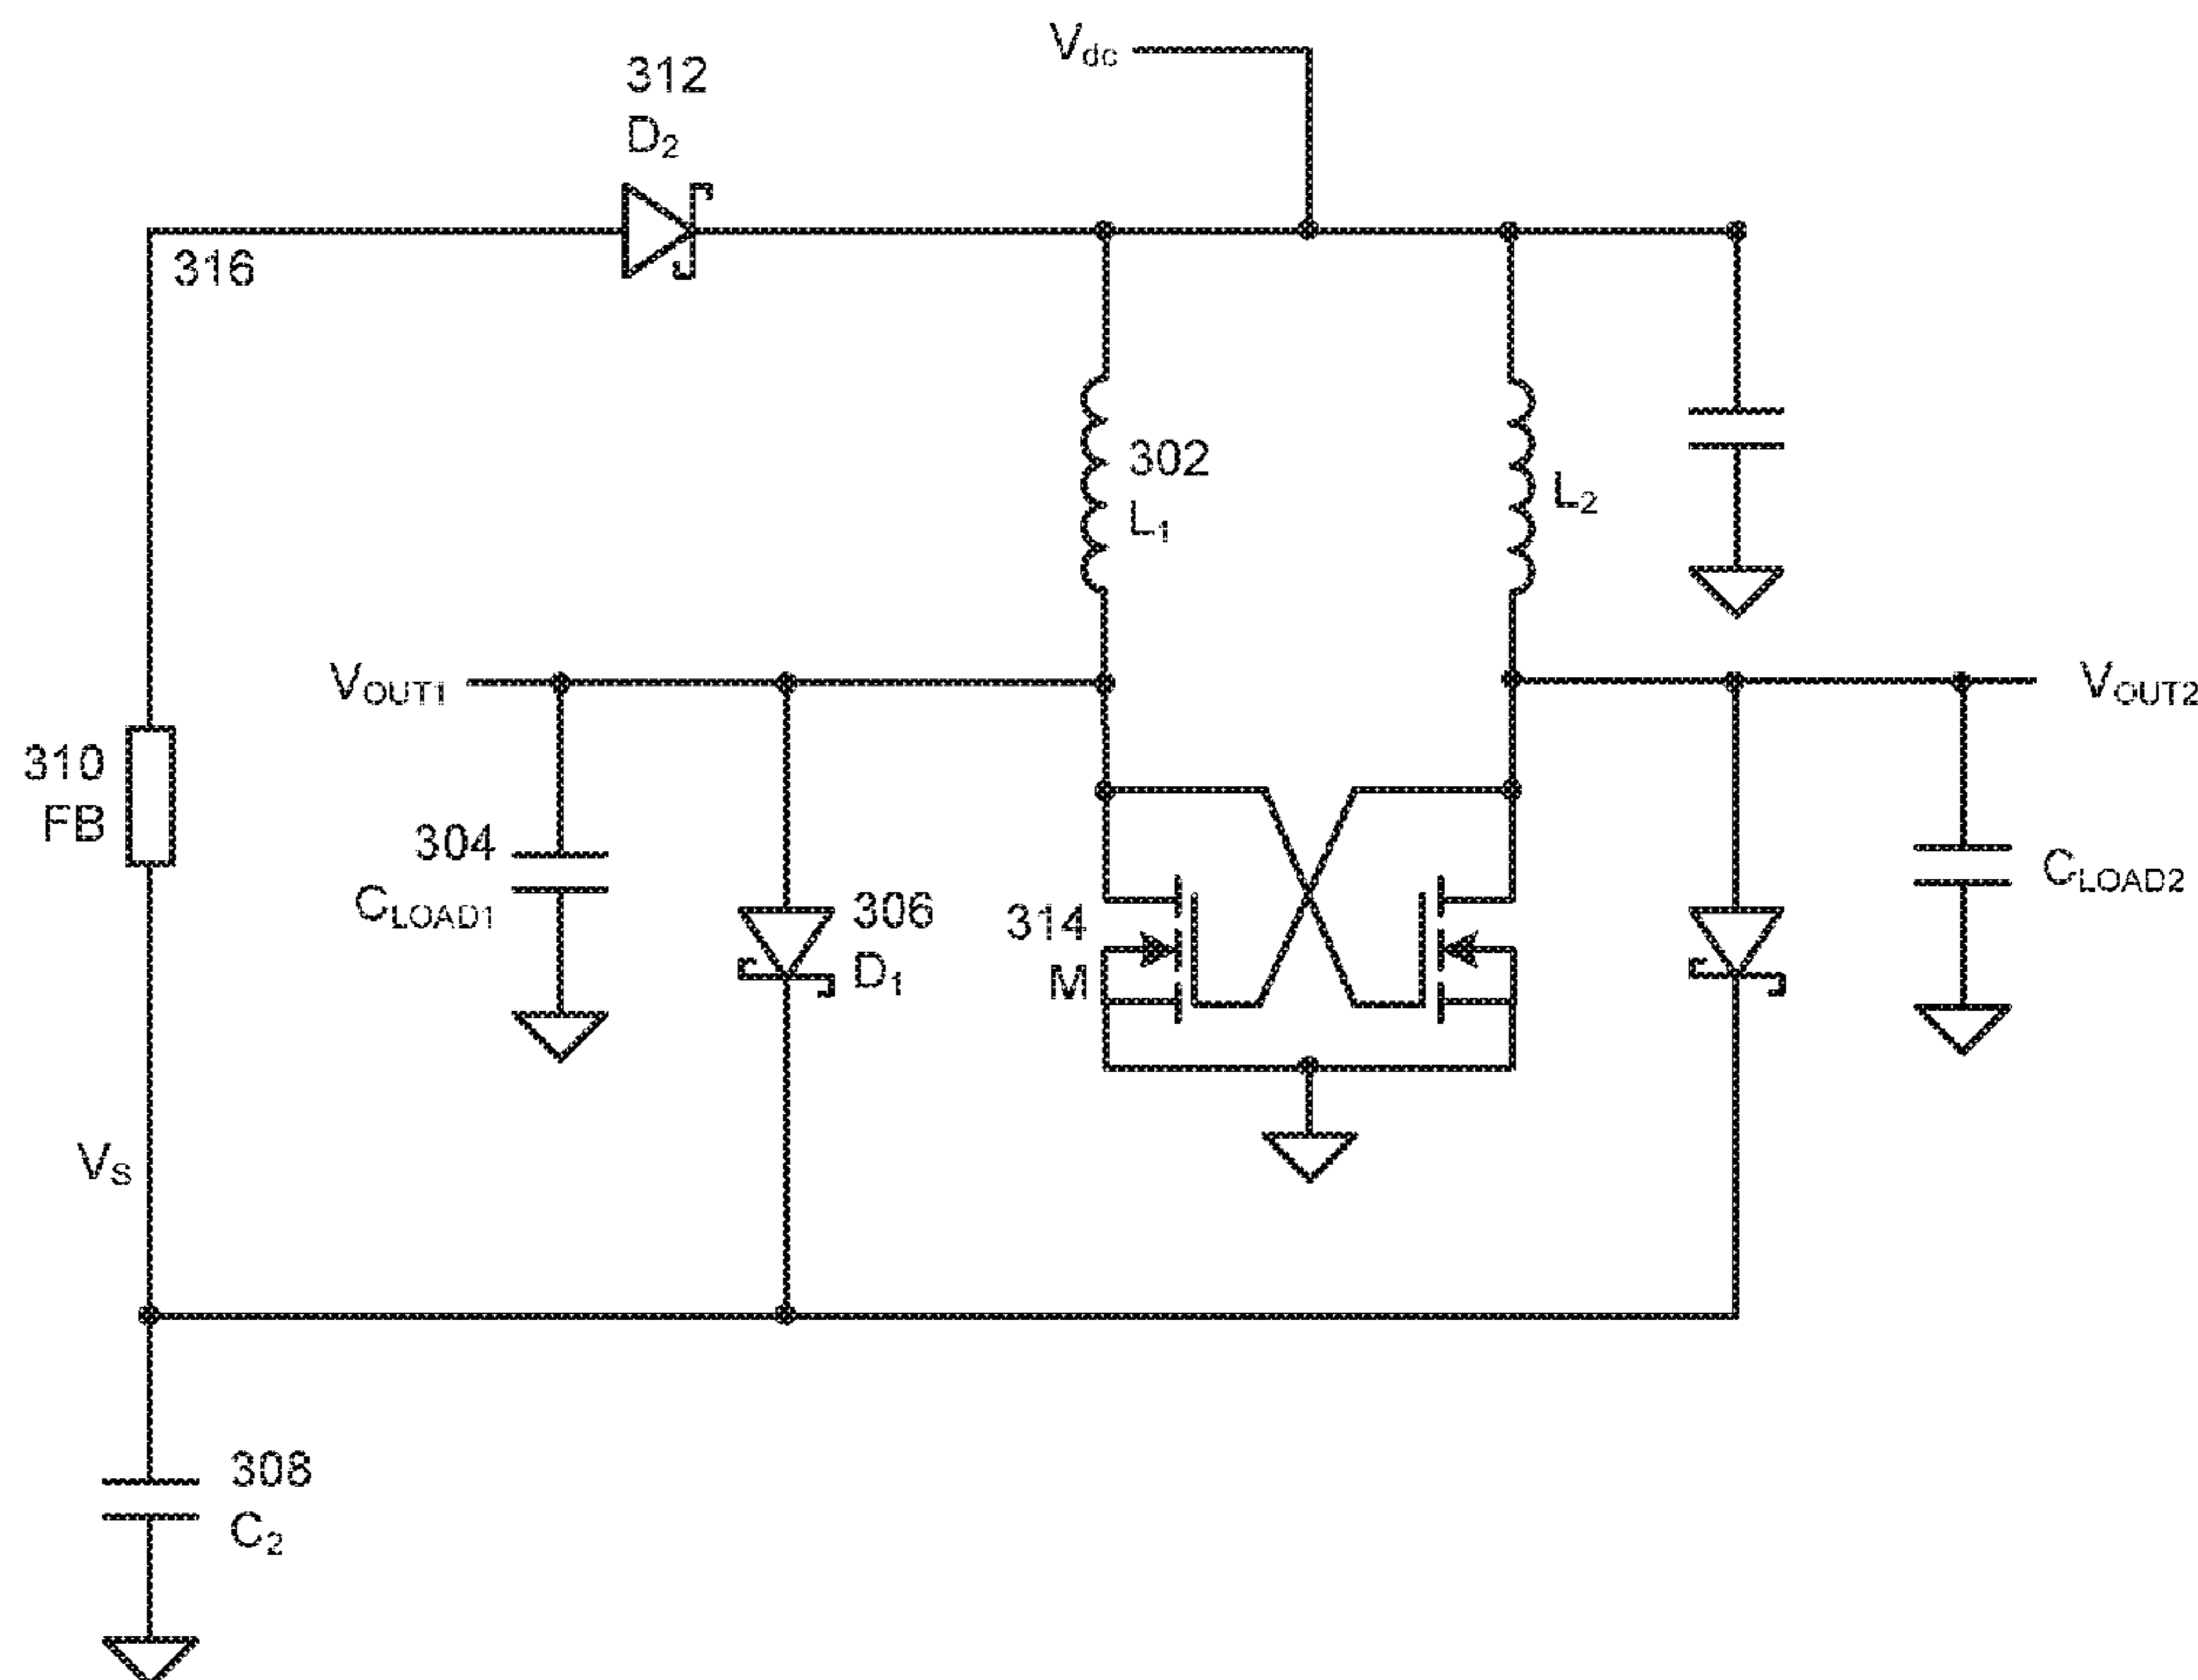 V_dc
312
D_2
316
302
L_1
L_2
V_OUT1
V_OUT2
310
FB
304
C_LOAD1
306
D_1
314
M
C_LOAD2
V_S
308
C_2